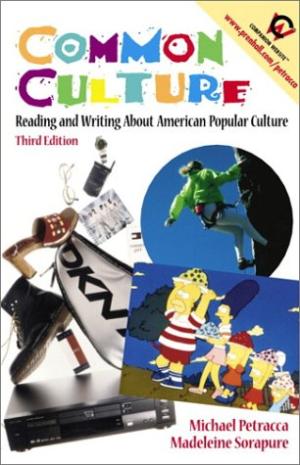 COMPANION WEBSITE™
www.prenhall.com/petracca
COMMON
CULTURE
Reading and Writing About American Popular Culture
Third Edition
DKNY
Michael Petracca
Madeleine Sorapure